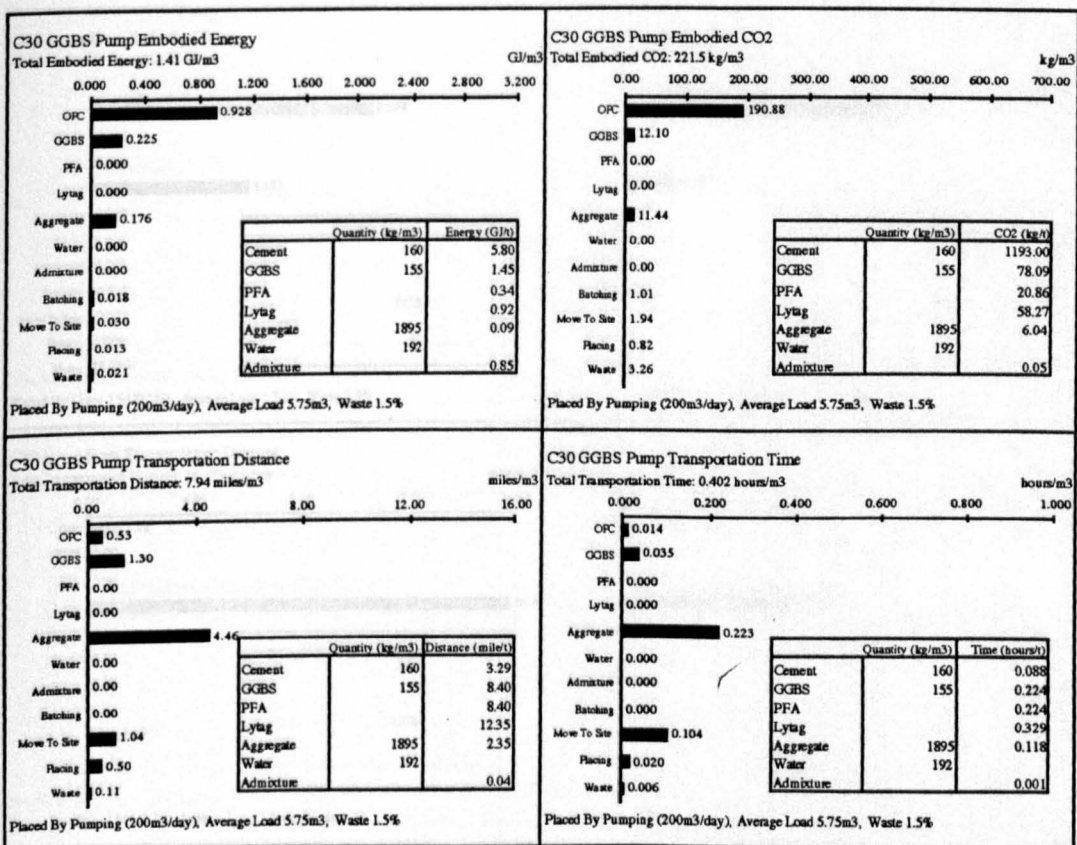 C30 GGBS Pump Embodied Energy
Total Embodied Energy: 1.41 GJ/m3 GJ/m3
0.000 0.400 0.800 1.200 1.600 2.000 2.400 2.800 3.200
OPC 0.928
GGBS 0.225
PFA 0.000
Lytag 0.000
Aggregate 0.176
Water 0.000
Admixture 0.000
Batching 0.018
Move To Site 0.030
Placing 0.013
Waste 0.021
Quantity (kg/m3) Energy (GJ/t)
Cement 160 5.80
GGBS 155 1.45
PFA 0.34
Lytag 0.92
Aggregate 1895 0.09
Water 192
Admixture 0.85
Placed By Pumping (200m3/day), Average Load 5.75m3, Waste 1.5%
C30 GGBS Pump Embodied CO2
Total Embodied CO2: 221.5 kg/m3 kg/m3
0.00 100.00 200.00 300.00 400.00 500.00 600.00 700.00
OPC 190.88
GGBS 12.10
PFA 0.00
Lytag 0.00
Aggregate 11.44
Water 0.00
Admixture 0.00
Batching 1.01
Move To Site 1.94
Placing 0.82
Waste 3.26
Quantity (kg/m3) CO2 (kg/t)
Cement 160 1193.00
GGBS 155 78.09
PFA 20.86
Lytag 58.27
Aggregate 1895 6.04
Water 192
Admixture 0.05
Placed By Pumping (200m3/day), Average Load 5.75m3, Waste 1.5%
C30 GGBS Pump Transportation Distance
Total Transportation Distance: 7.94 miles/m3 miles/m3
0.00 4.00 8.00 12.00 16.00
OPC 0.53
GGBS 1.30
PFA 0.00
Lytag 0.00
Aggregate 4.46
Water 0.00
Admixture 0.00
Batching 0.00
Move To Site 1.04
Placing 0.50
Waste 0.11
Quantity (kg/m3) Distance (mile/t)
Cement 160 3.29
GGBS 155 8.40
PFA 8.40
Lytag 12.35
Aggregate 1895 2.35
Water 192
Admixture 0.04
Placed By Pumping (200m3/day), Average Load 5.75m3, Waste 1.5%
C30 GGBS Pump Transportation Time
Total Transportation Time: 0.402 hours/m3 hours/m3
0.000 0.200 0.400 0.600 0.800 1.000
OPC 0.014
GGBS 0.035
PFA 0.000
Lytag 0.000
Aggregate 0.223
Water 0.000
Admixture 0.000
Batching 0.000
Move To Site 0.104
Placing 0.020
Waste 0.006
Quantity (kg/m3) Time (hours/t)
Cement 160 0.088
GGBS 155 0.224
PFA 0.224
Lytag 0.329
Aggregate 1895 0.118
Water 192
Admixture 0.001
Placed By Pumping (200m3/day), Average Load 5.75m3, Waste 1.5%